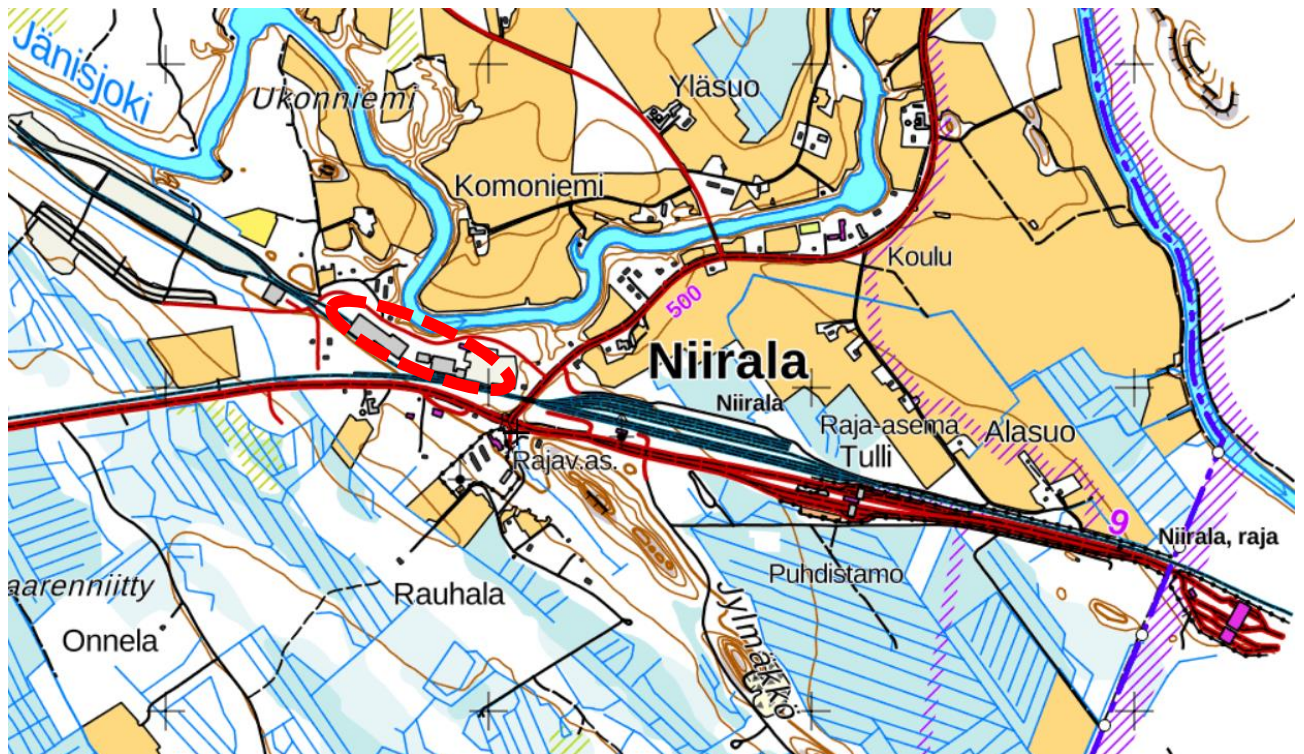 Jänisjoki
Ukonniemi
Yläsuo
Komoniemi
Koulu
500
Niirala
Niirala
Raja-asema
Tulli
Alasuo
Rajav.as.
9
Niirala, raja
Puhdistamo
aarenniitty
Rauhala
Onnela
Jylmäkkö